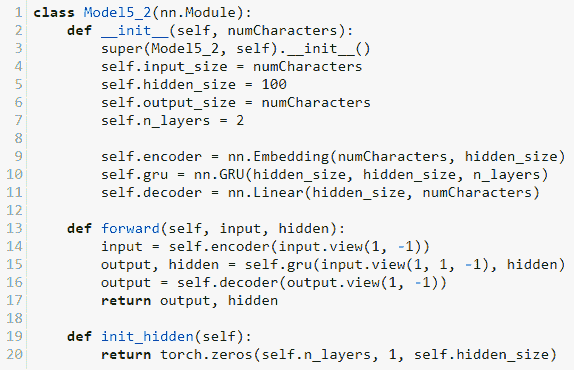 1 class Model5_2(nn.Module):
2     def __init__(self, numCharacters):
3         super(Model5_2, self).__init__()
4         self.input_size = numCharacters
5         self.hidden_size = 100
6         self.output_size = numCharacters
7         self.n_layers = 2
8
9         self.encoder = nn.Embedding(numCharacters, hidden_size)
10         self.gru = nn.GRU(hidden_size, hidden_size, n_layers)
11         self.decoder = nn.Linear(hidden_size, numCharacters)
12
13     def forward(self, input, hidden):
14         input = self.encoder(input.view(1, -1))
15         output, hidden = self.gru(input.view(1, 1, -1), hidden)
16         output = self.decoder(output.view(1, -1))
17         return output, hidden
18
19     def init_hidden(self):
20         return torch.zeros(self.n_layers, 1, self.hidden_size)